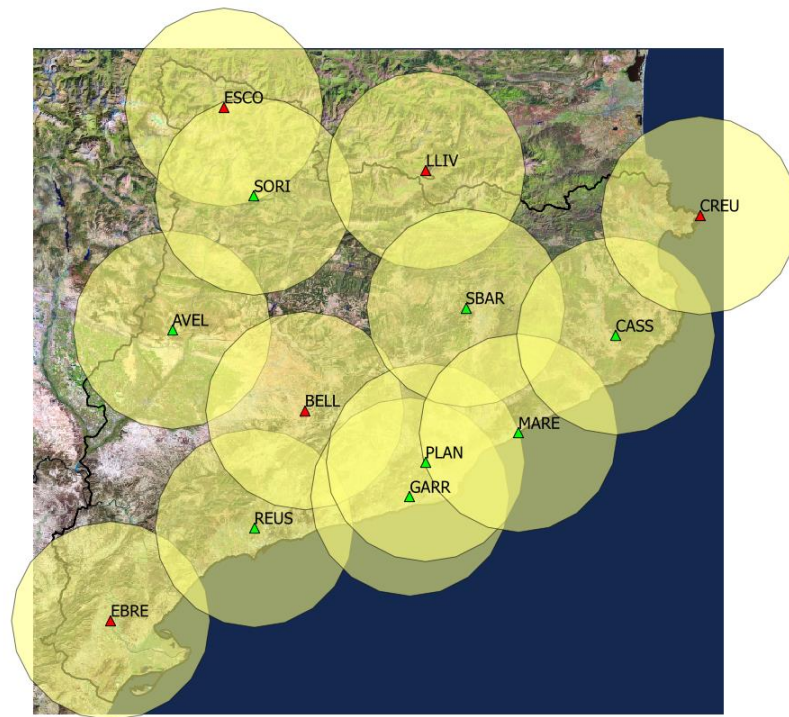 ESCO
LLIV
SORI
CREU
SBAR
AVEL
CASS
BELL
MARE
PLAN
GARR
REUS
EBRE